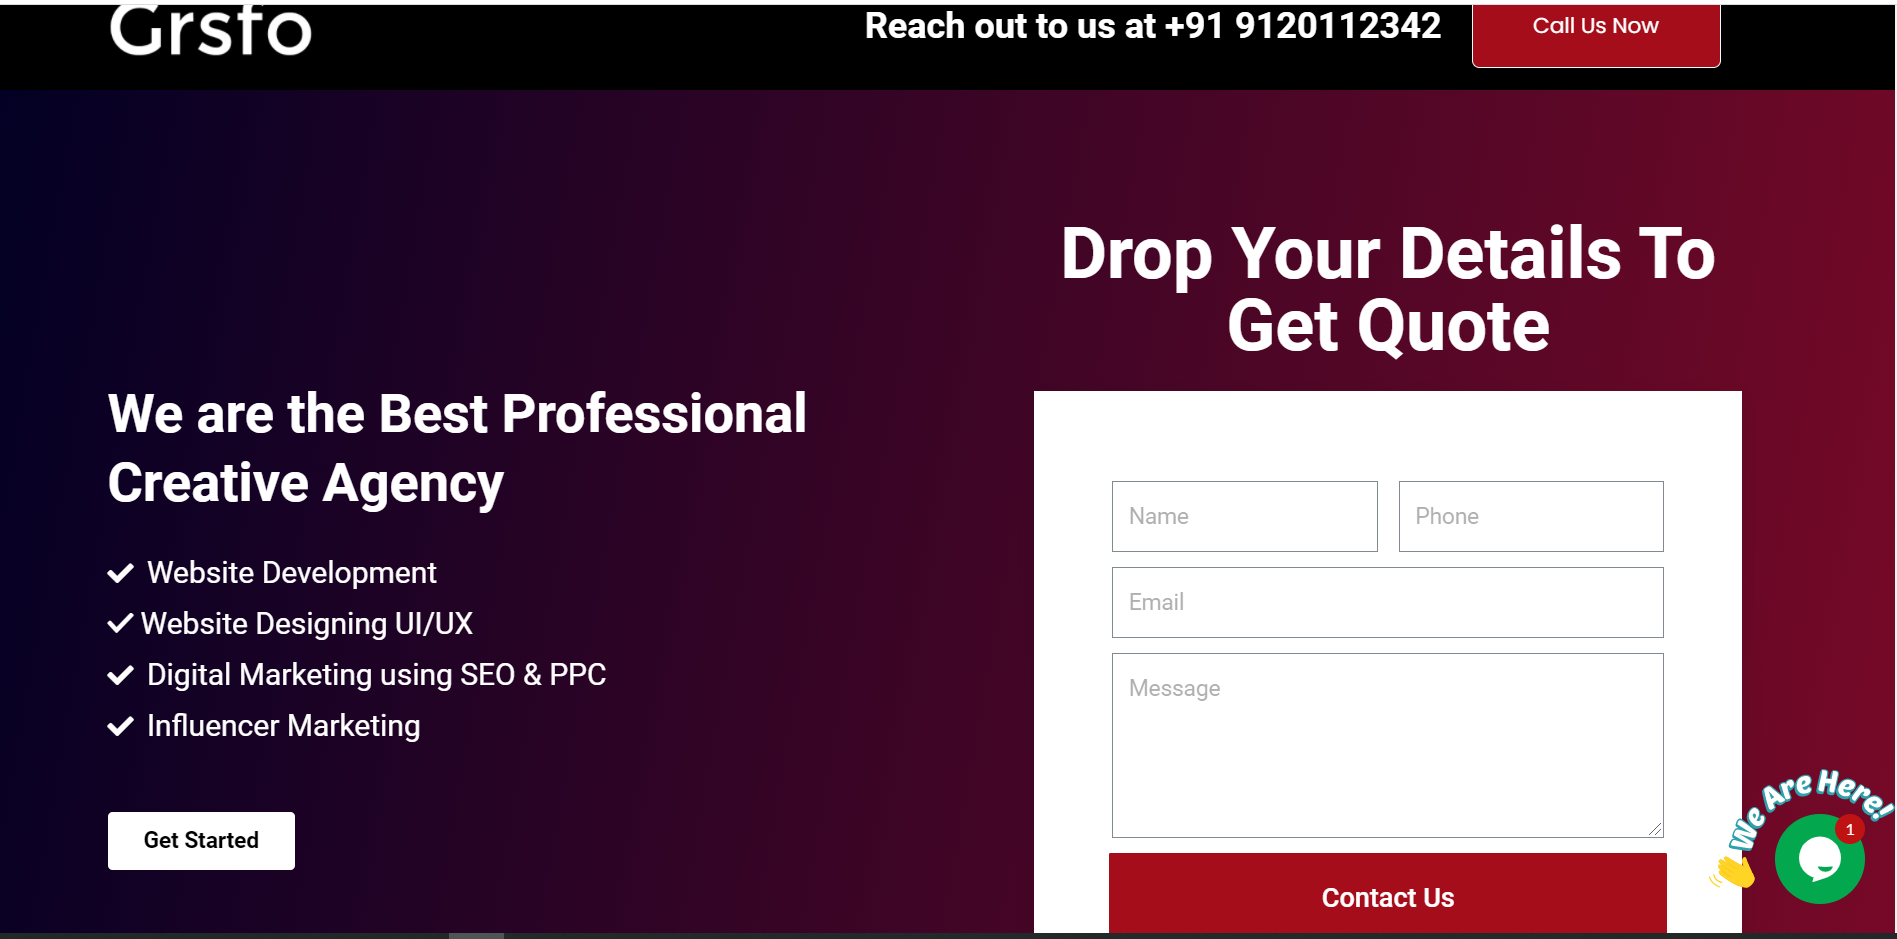 Grsfo
Reach out to us at +91 9120112342
Call Us Now
Drop Your Details To
Get Quote
We are the Best Professional
Creative Agency
Website Development
Website Designing UI/UX
Digital Marketing using SEO & PPC
Influencer Marketing
Get Started
Name
Phone
Email
Message
Contact Us
We Are Here!
1